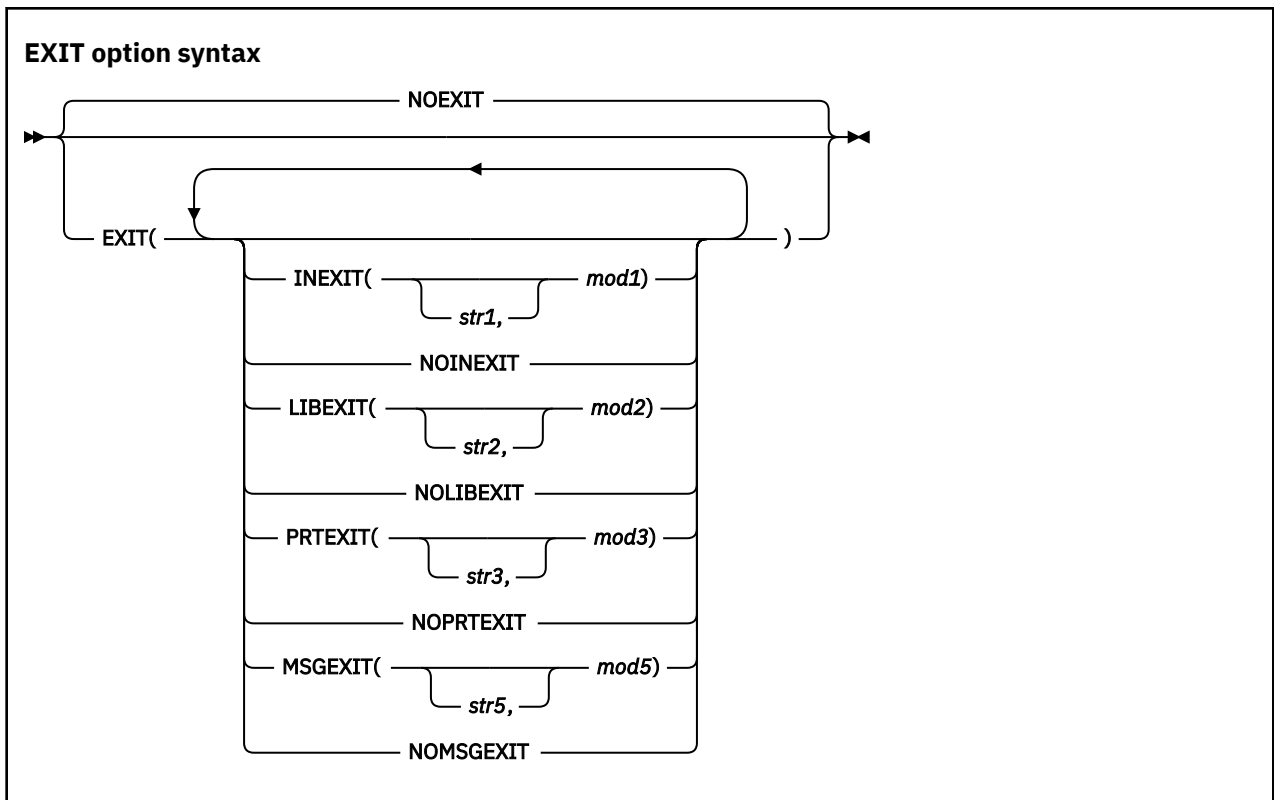 EXIT option syntax
NOEXIT
EXIT( )
INEXIT( mod1)
str1,
NOINEXIT
LIBEXIT( mod2)
str2,
NOLIBEXIT
PRTEXIT( mod3)
str3,
NOPRTEXIT
MSGEXIT( mod5)
str5,
NOMSGEXIT